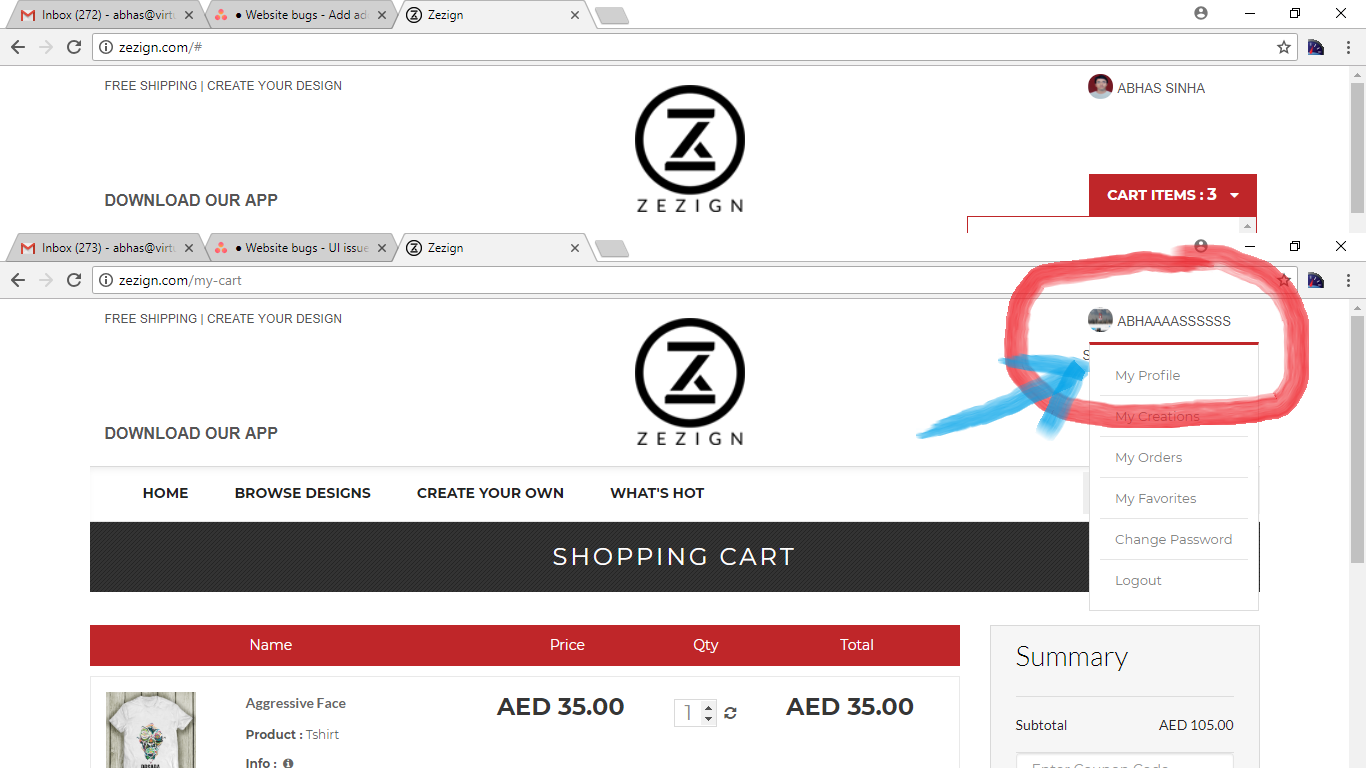 Inbox (272) - abhas@virtu
● Website bugs - Add ad
Zezign
zezign.com/#
FREE SHIPPING | CREATE YOUR DESIGN
ABHAS SINHA
ZEZIGN
DOWNLOAD OUR APP
CART ITEMS : 3
Inbox (273) - abhas@virtu
● Website bugs - UI issue
Zezign
zezign.com/my-cart
FREE SHIPPING | CREATE YOUR DESIGN
ABHAAAASSSSSS
S
My Profile
My Creations
ZEZIGN
DOWNLOAD OUR APP
My Orders
HOME BROWSE DESIGNS CREATE YOUR OWN WHAT'S HOT
My Favorites
Change Password
SHOPPING CART
Logout
Name Price Qty Total
Summary
Aggressive Face AED 35.00 1 AED 35.00
Subtotal AED 105.00
Product : Tshirt
Info :
Enter Coupon Code